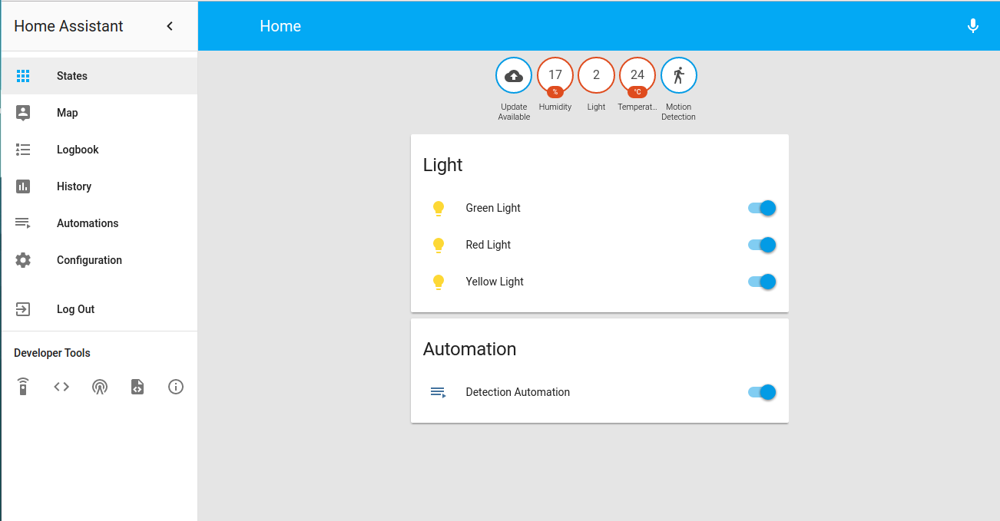 Home Assistant
Home
States
Map
Logbook
History
Automations
Configuration
Log Out
Developer Tools
17
2
24
%
°C
Update
Available
Humidity
Light
Temperat...
Motion
Detection
Light
Green Light
Red Light
Yellow Light
Automation
Detection Automation